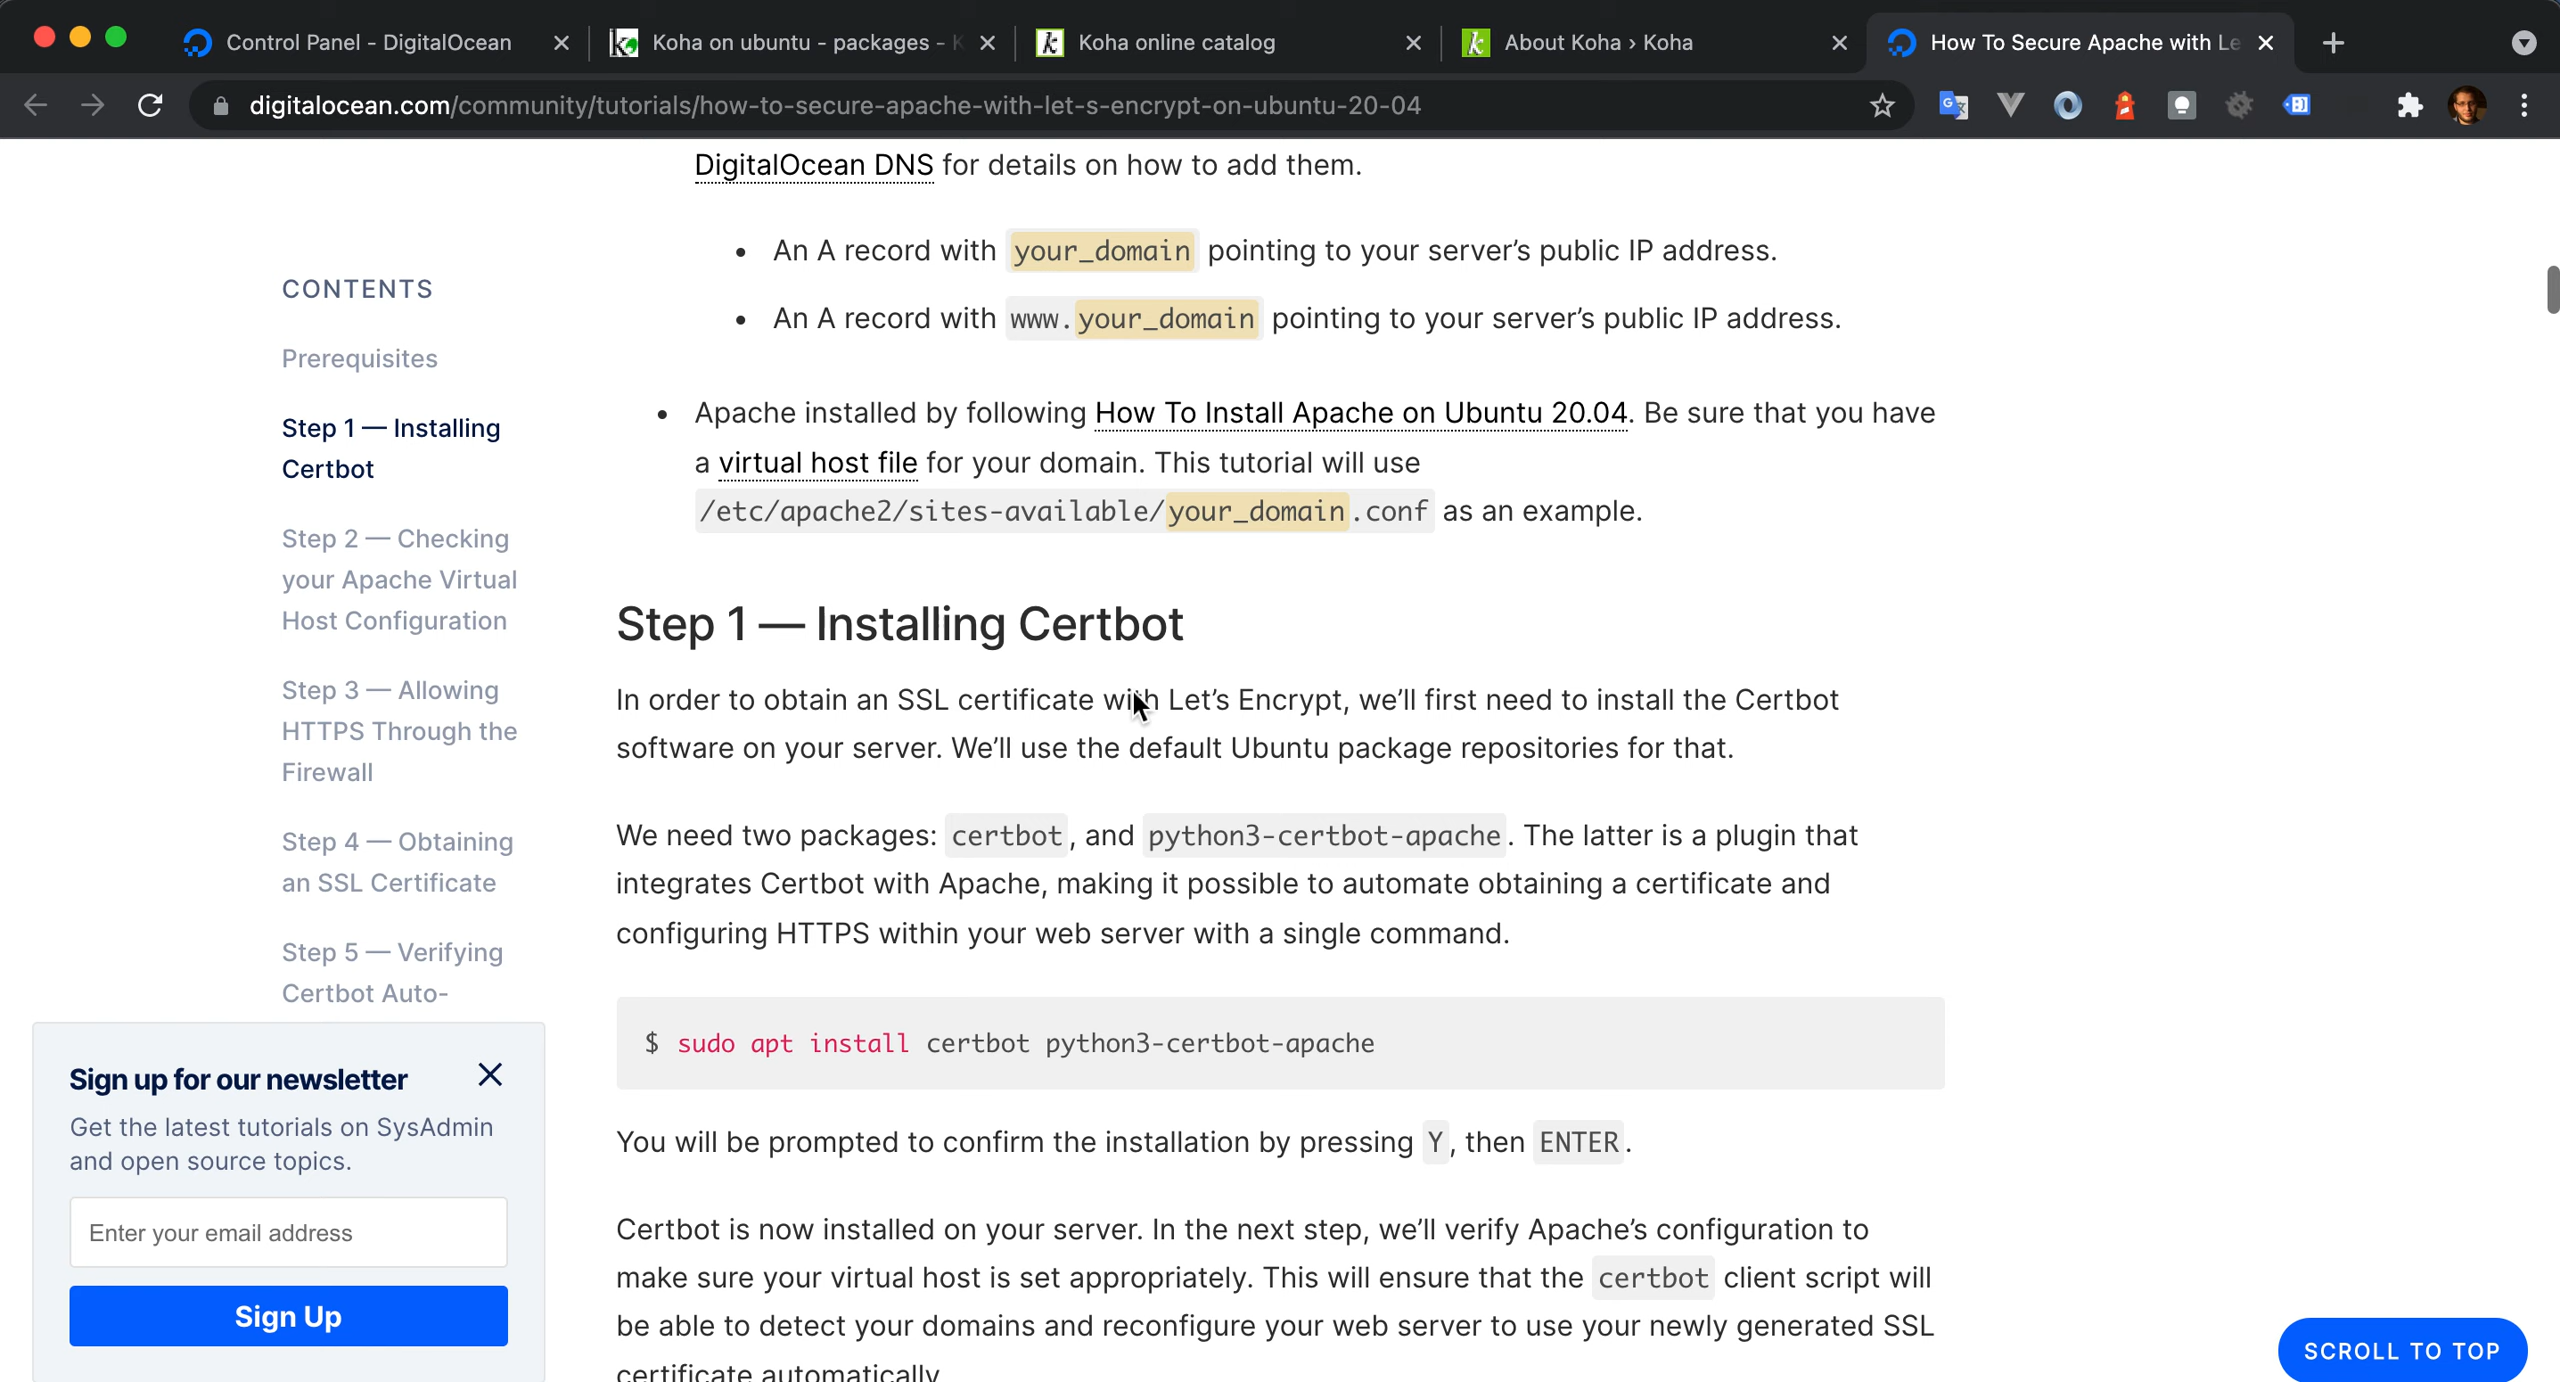 Control Panel - DigitalOcean
Koha on ubuntu - packages -
Koha online catalog
About Koha › Koha
How To Secure Apache with Le
digitalocean.com/community/tutorials/how-to-secure-apache-with-let-s-encrypt-on-ubuntu-20-04
DigitalOcean DNS for details on how to add them.
• An A record with your_domain pointing to your server’s public IP address.
• An A record with www.your_domain pointing to your server’s public IP address.
• Apache installed by following How To Install Apache on Ubuntu 20.04. Be sure that you have
a virtual host file for your domain. This tutorial will use
/etc/apache2/sites-available/your_domain.conf as an example.
CONTENTS
Prerequisites
Step 1 — Installing
Certbot
Step 2 — Checking
your Apache Virtual
Host Configuration
Step 3 — Allowing
HTTPS Through the
Firewall
Step 4 — Obtaining
an SSL Certificate
Step 5 — Verifying
Certbot Auto-
Step 1 — Installing Certbot
In order to obtain an SSL certificate with Let’s Encrypt, we’ll first need to install the Certbot
software on your server. We’ll use the default Ubuntu package repositories for that.
We need two packages: certbot, and python3-certbot-apache. The latter is a plugin that
integrates Certbot with Apache, making it possible to automate obtaining a certificate and
configuring HTTPS within your web server with a single command.
$ sudo apt install certbot python3-certbot-apache
You will be prompted to confirm the installation by pressing Y, then ENTER.
Certbot is now installed on your server. In the next step, we’ll verify Apache’s configuration to
make sure your virtual host is set appropriately. This will ensure that the certbot client script will
be able to detect your domains and reconfigure your web server to use your newly generated SSL
certificate automatically
Sign up for our newsletter
Get the latest tutorials on SysAdmin
and open source topics.
Enter your email address
Sign Up
SCROLL TO TOP